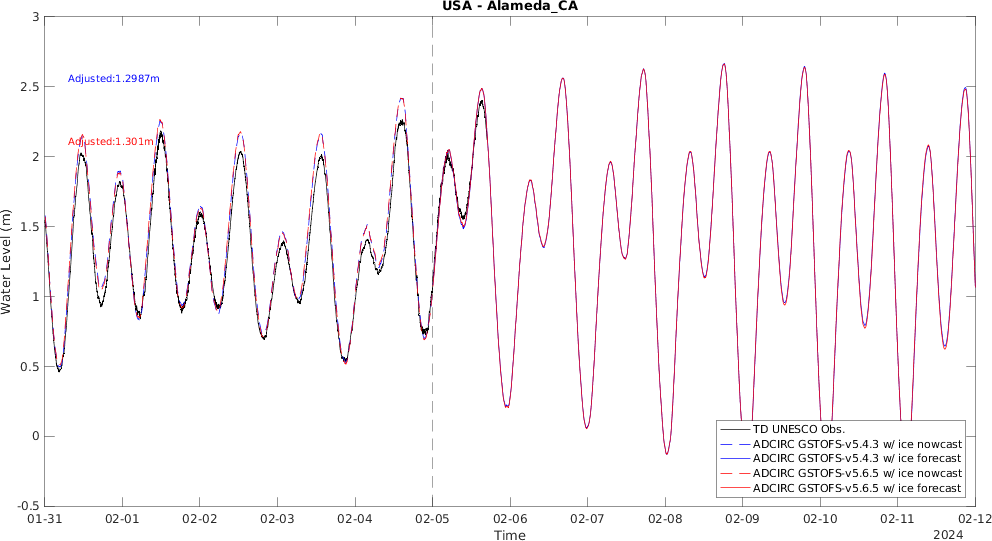 USA - Alameda_CA
3
2.5
2
1.5
1
0.5
0
-0.5
Water Level (m)
Adjusted:1.2987m
Adjusted:1.301m
TD UNESCO Obs.
ADCIRC GSTOFS-v5.4.3 w/ ice nowcast
ADCIRC GSTOFS-v5.4.3 w/ ice forecast
ADCIRC GSTOFS-v5.6.5 w/ ice nowcast
ADCIRC GSTOFS-v5.6.5 w/ ice forecast
01-31 02-01 02-02 02-03 02-04 02-05 02-06 02-07 02-08 02-09 02-10 02-11 02-12
Time
2024